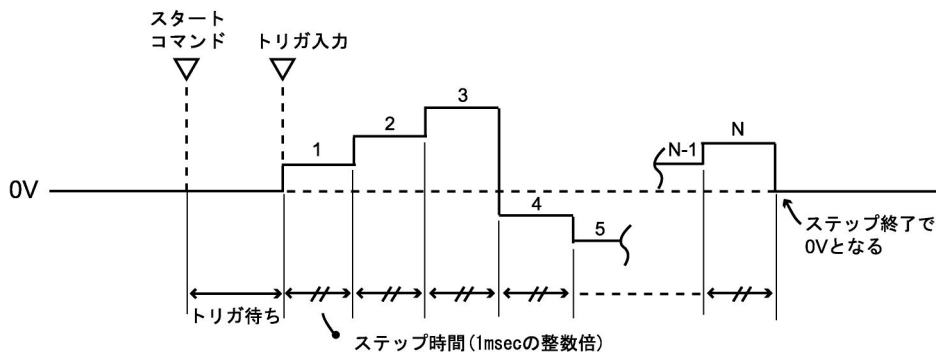 スタート
コマンド
トリガ入力
1
2
3
N-1
N
0V
4
5
ステップ終了で
0Vとなる
トリガ待ち
ステップ時間(1msecの整数倍)